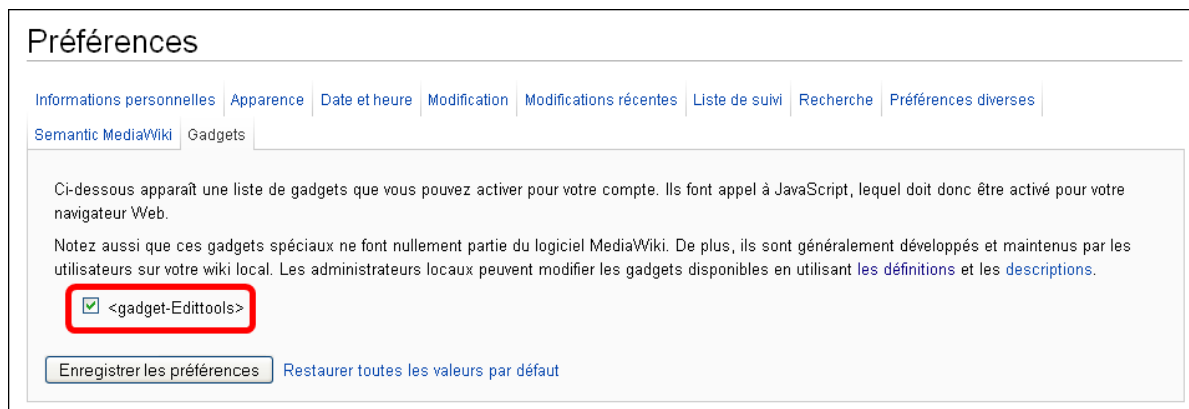 Préférences
Informations personnelles Apparence Date et heure Modification Modifications récentes Liste de suivi Recherche Préférences diverses
Semantic MediaWiki Gadgets
Ci-dessous apparaît une liste de gadgets que vous pouvez activer pour votre compte. Ils font appel à JavaScript, lequel doit donc être activé pour votre
navigateur Web.
Notez aussi que ces gadgets spéciaux ne font nullement partie du logiciel MediaWiki. De plus, ils sont généralement développés et maintenus par les
utilisateurs sur votre wiki local. Les administrateurs locaux peuvent modifier les gadgets disponibles en utilisant les définitions et les descriptions.
<gadget-Edittools>
Enregistrer les préférences Restaurer toutes les valeurs par défaut